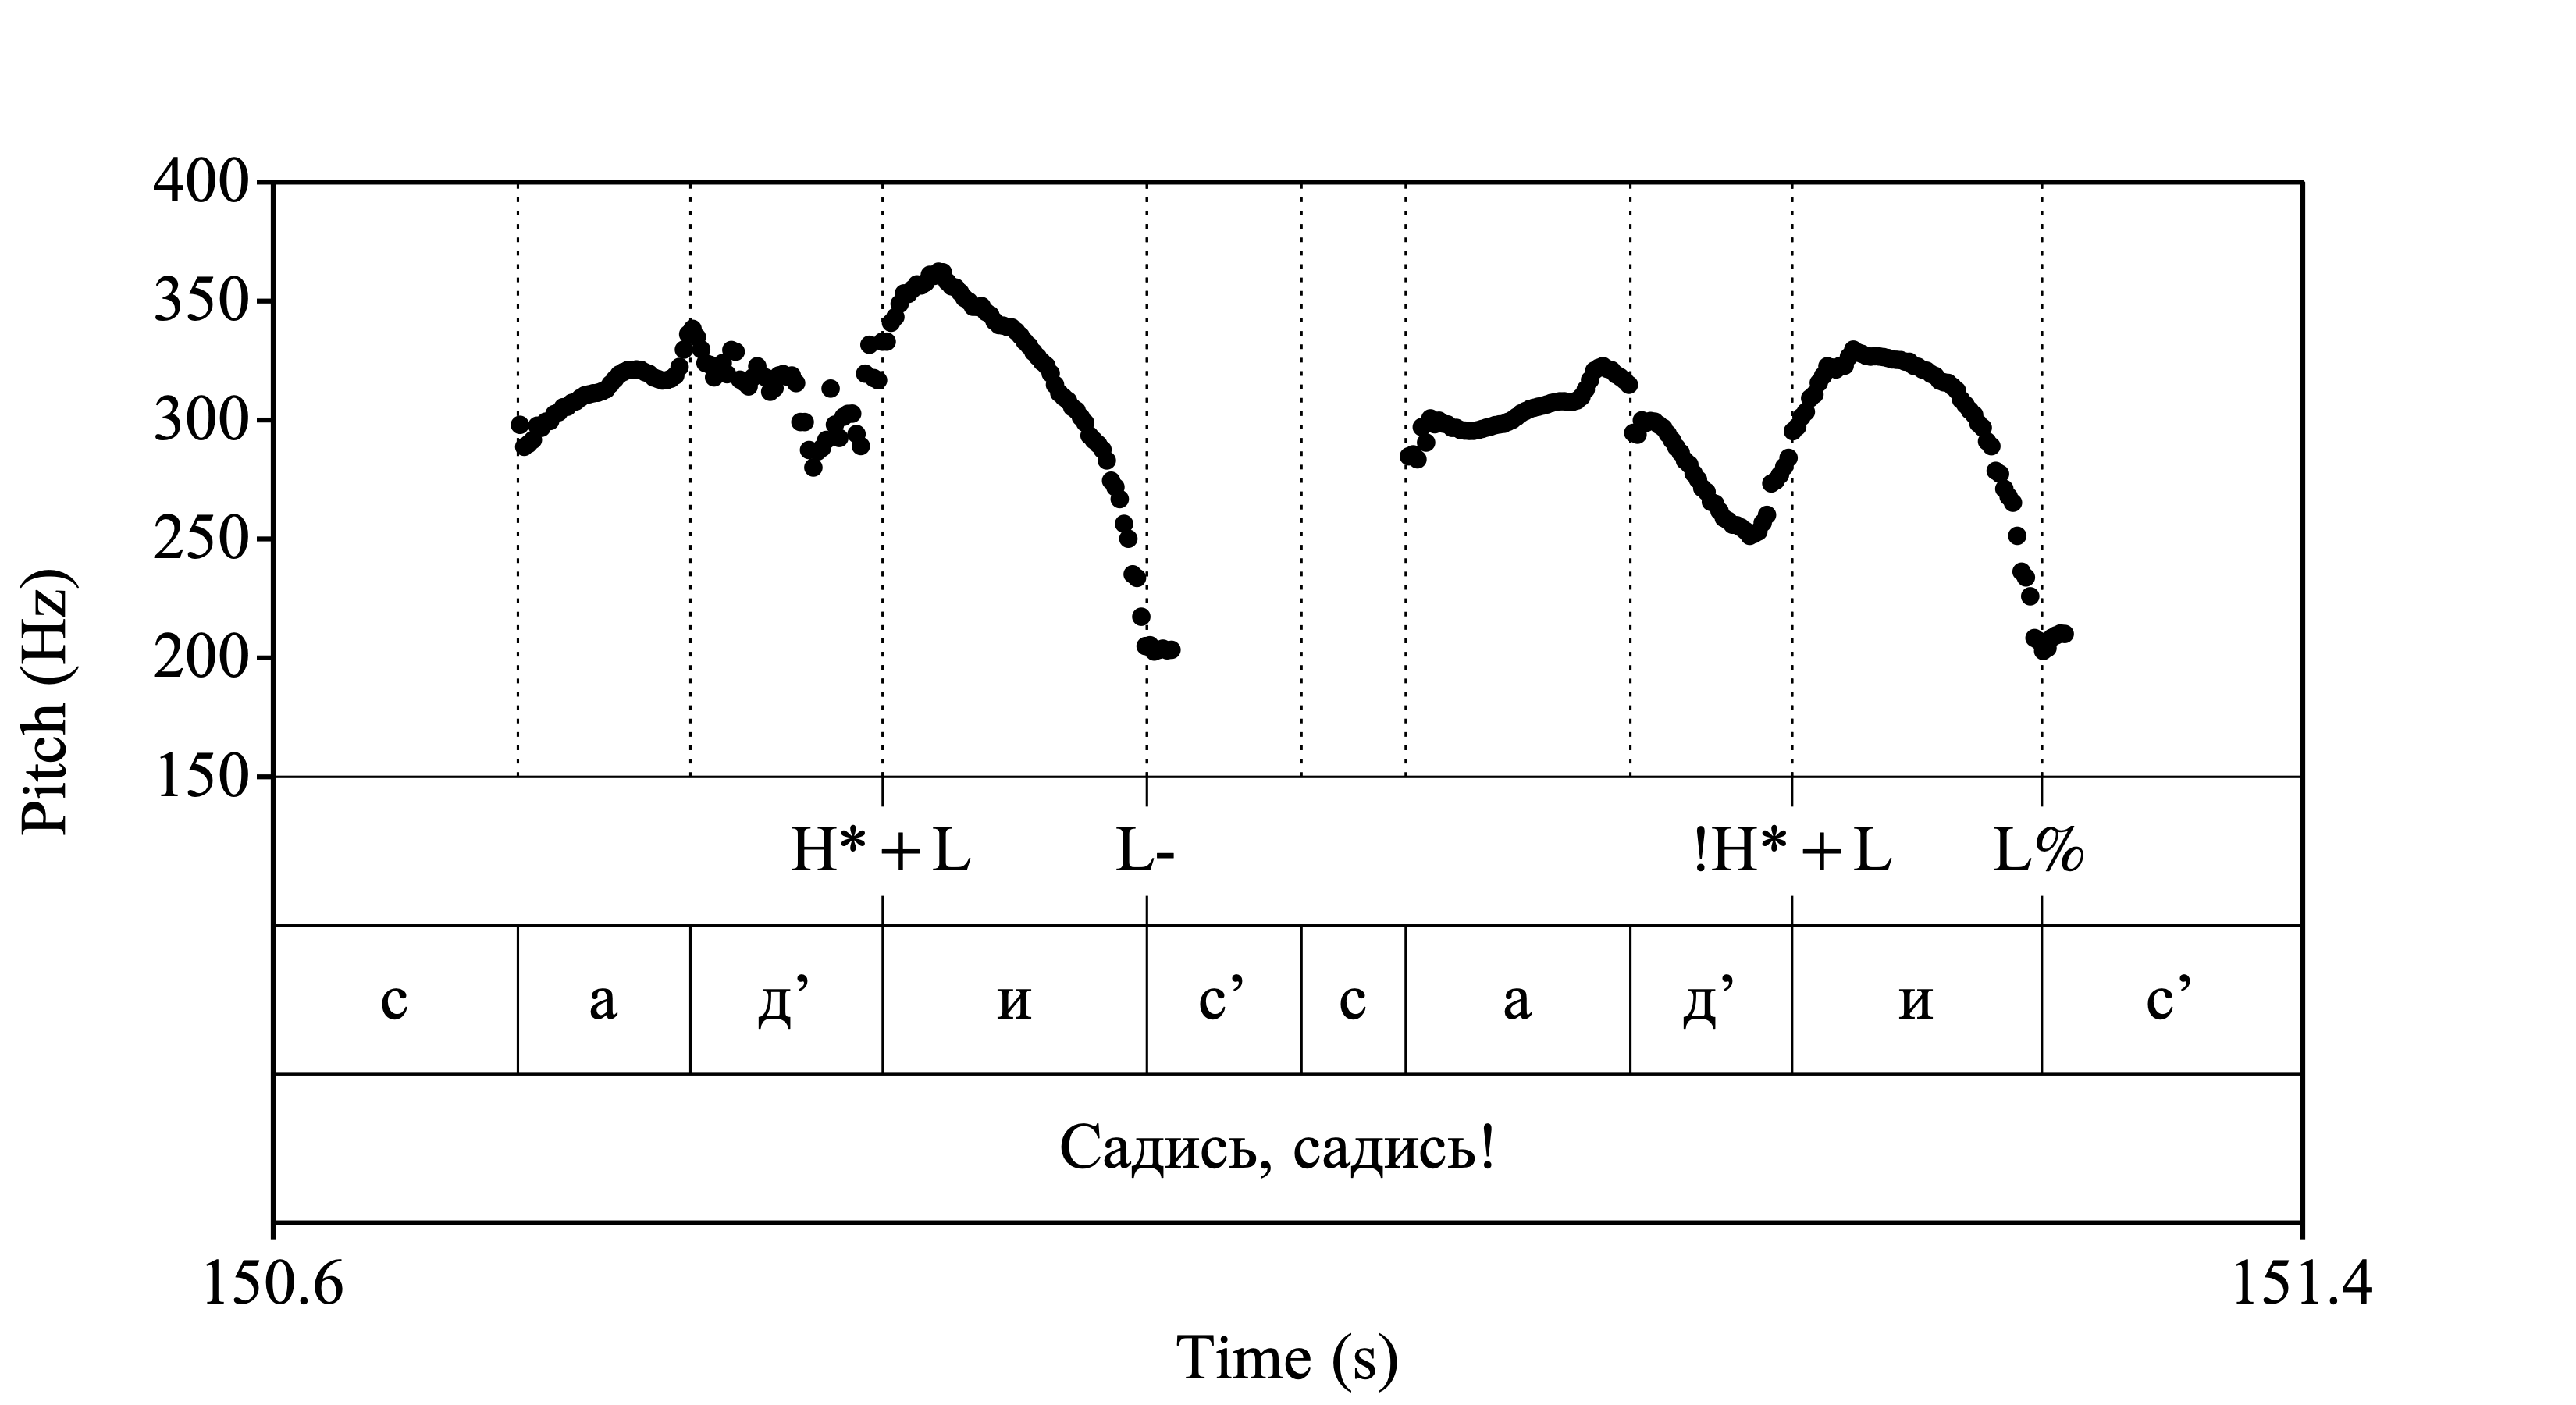 400
350
300
250
200
150
Pitch (Hz)
H* + L L- !H* + L L%
с а д’ и с’ с а д’ и с’
Садись, садись!
150.6 151.4
Time (s)